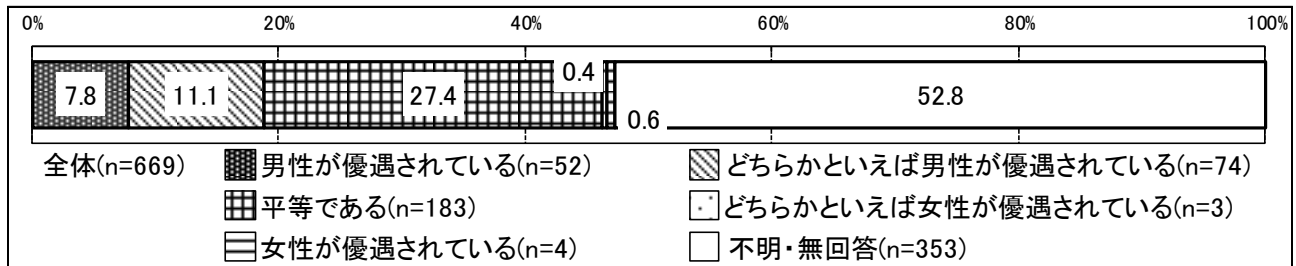 0% 20% 40% 60% 80% 100%
7.8 11.1 27.4 0.4 0.6 52.8
全体(n=669) 男性が優遇されている(n=52) どちらかといえば男性が優遇されている(n=74)
平等である(n=183) どちらかといえば女性が優遇されている(n=3)
女性が優遇されている(n=4) 不明・無回答(n=353)